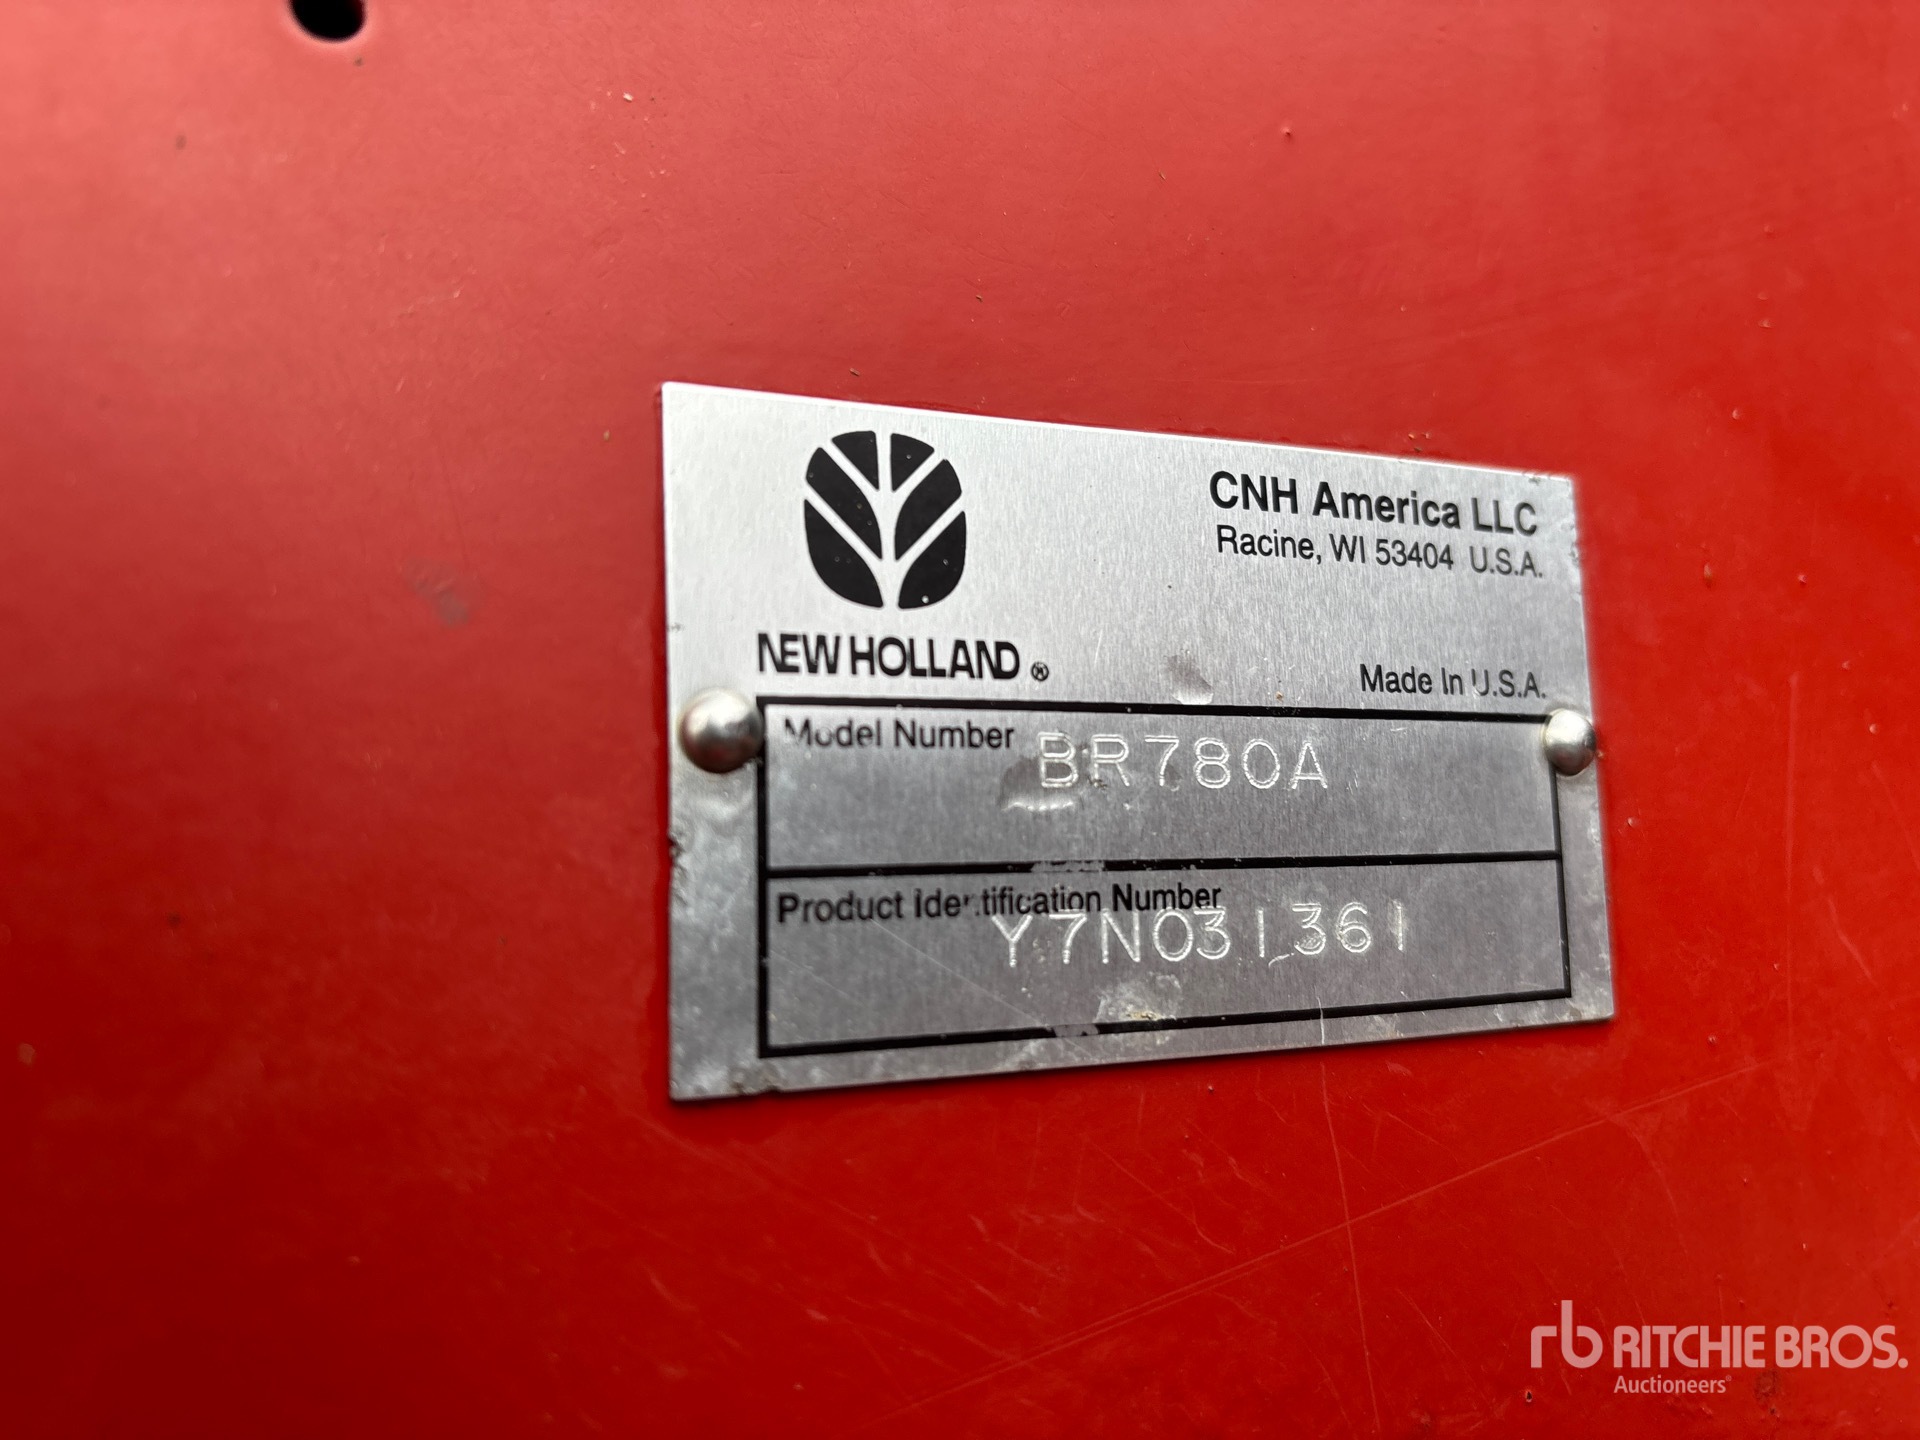 CNH America LLC
Racine, WI 53404 U.S.A.
NEW HOLLAND ®
Made In U.S.A.
Model Number BR780A
Product Identification Number
Y7N031361
rb RITCHIE BROS.
Auctioneers